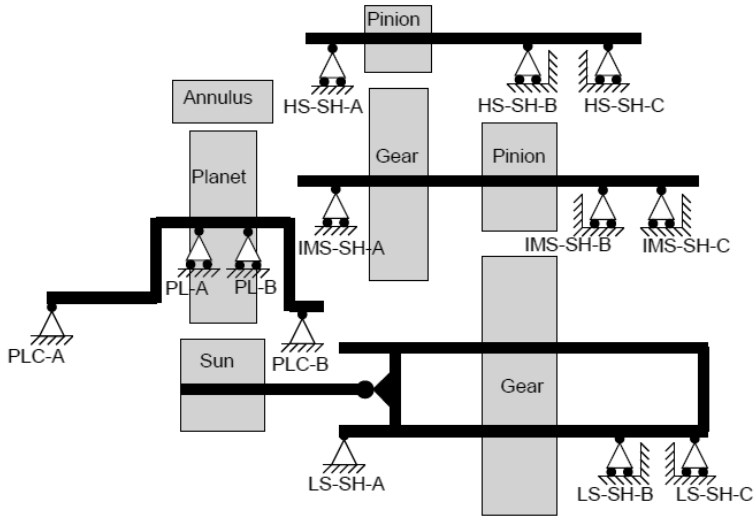 Pinion
HS-SH-A
HS-SH-B
HS-SH-C
Annulus
Planet
Gear
Pinion
IMS-SH-A
IMS-SH-B
IMS-SH-C
PL-A
PL-B
PLC-A
PLC-B
Sun
Gear
LS-SH-A
LS-SH-B
LS-SH-C